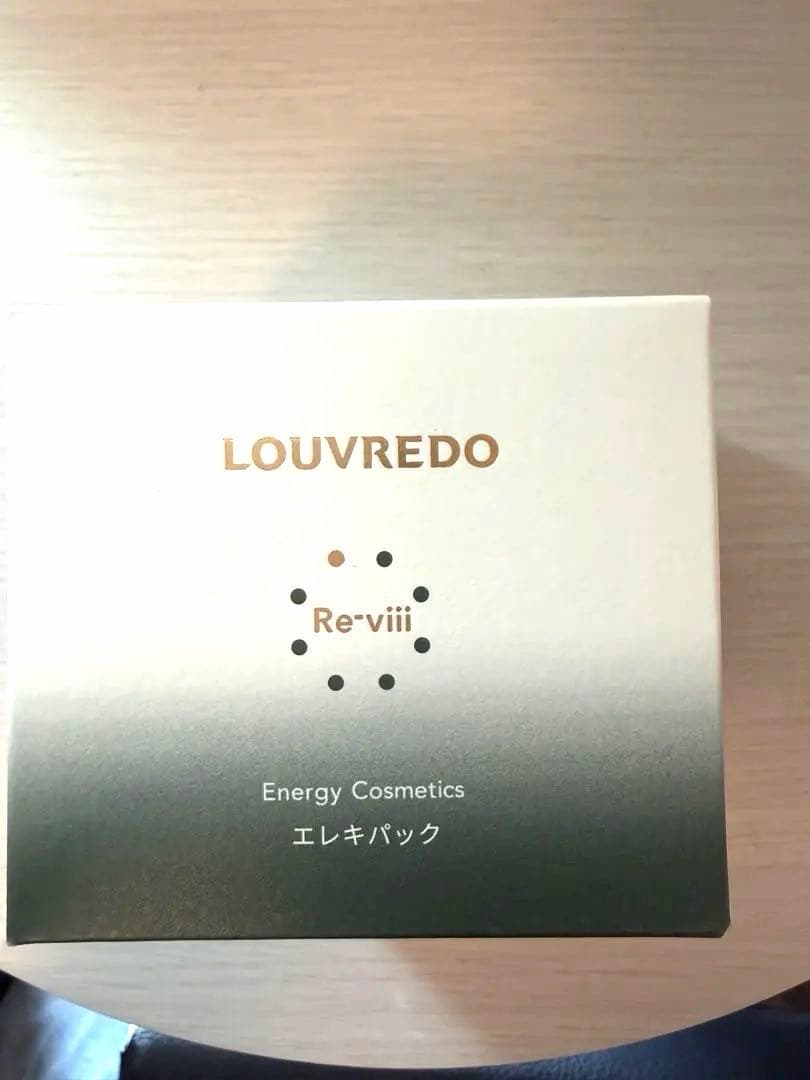 LOUVREDO
Re-viii
Energy Cosmetics
エレキパック